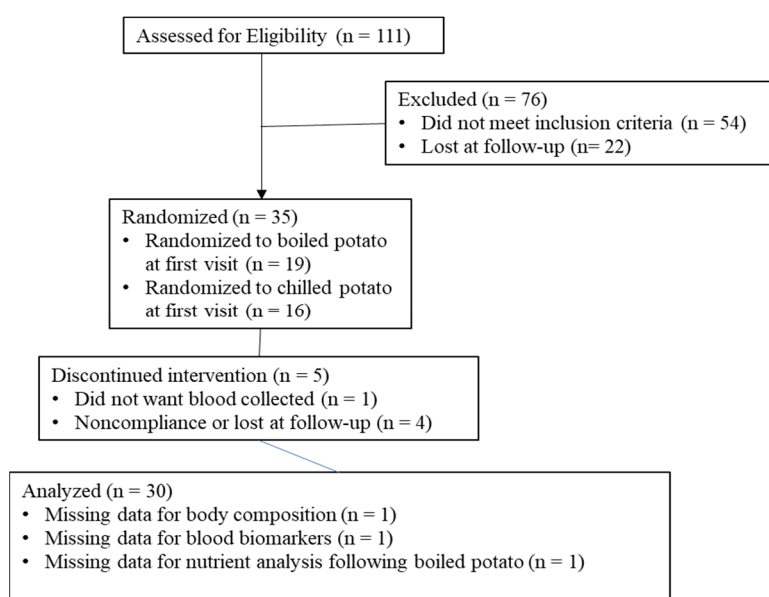 Assessed for Eligibility (n = 111)
Excluded (n = 76)
• Did not meet inclusion criteria (n = 54)
• Lost at follow-up (n= 22)
Randomized (n = 35)
• Randomized to boiled potato
at first visit (n = 19)
• Randomized to chilled potato
at first visit (n = 16)
Discontinued intervention (n = 5)
• Did not want blood collected (n = 1)
• Noncompliance or lost at follow-up (n = 4)
Analyzed (n = 30)
• Missing data for body composition (n = 1)
• Missing data for blood biomarkers (n = 1)
• Missing data for nutrient analysis following boiled potato (n = 1)